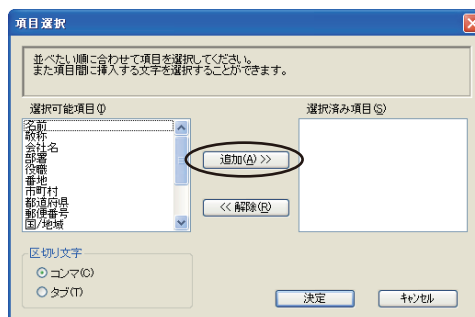 項目選択
並べたい順に合わせて項目を選択してください。
また項目間に挿入する文字を選択することができます。
選択可能項目(I)
選択済み項目(S)
名前
敬称
会社名
部署
役職
番地
市町村
都道府県
郵便番号
国/地域
追加(A) >>
<< 解除(R)
区切り文字
コンマ(C)
タブ(T)
決定
キャンセル